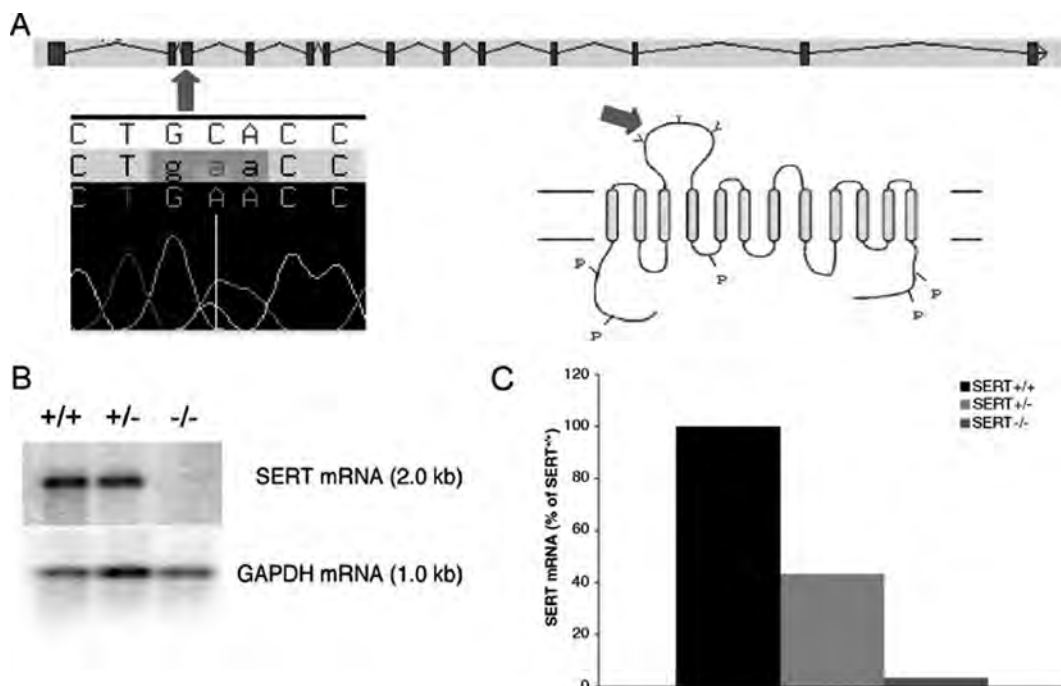 A
C T G C A C C
C T g a a C C
C T G A A C C
P
P
P
P
P
B
+/+ +/- -/-
SERT mRNA (2.0 kb)
GAPDH mRNA (1.0 kb)
C
120
100
80
60
40
20
0
SERT mRNA (% of SERT+/+)
SERT+/+
SERT+/-
SERT-/-